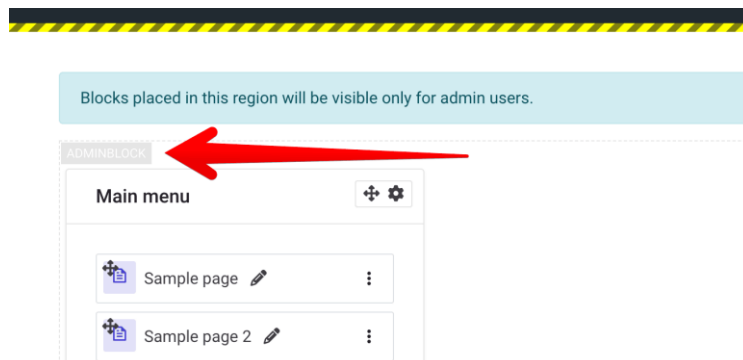 Blocks placed in this region will be visible only for admin users.
ADMINBLOCK
Main menu
Sample page
Sample page 2